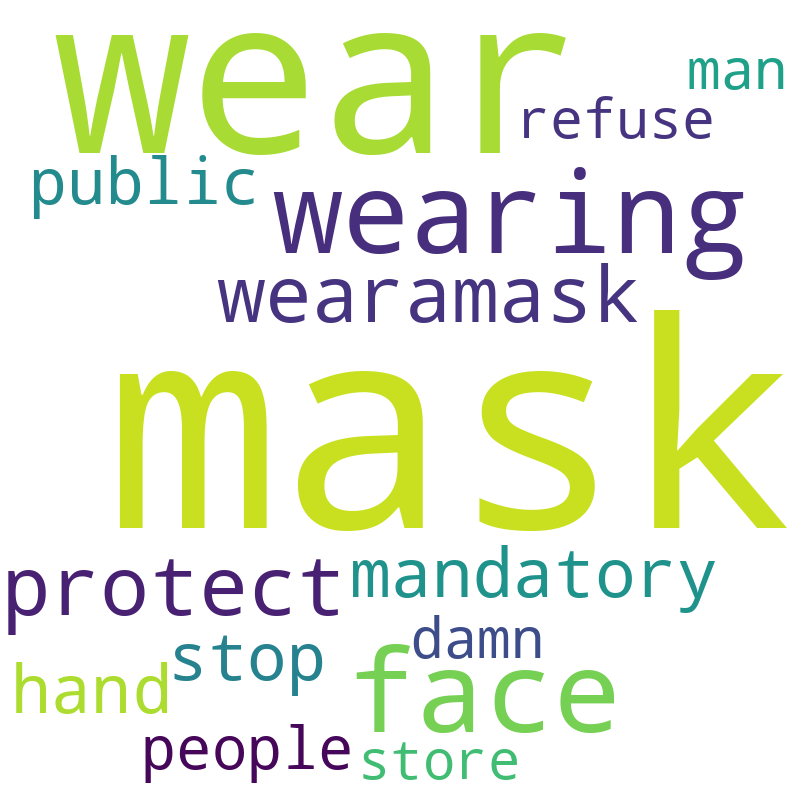 wear
man
refuse
public
wearing
wearamask
mask
protect
mandatory
damn
stop
face
hand
people
store